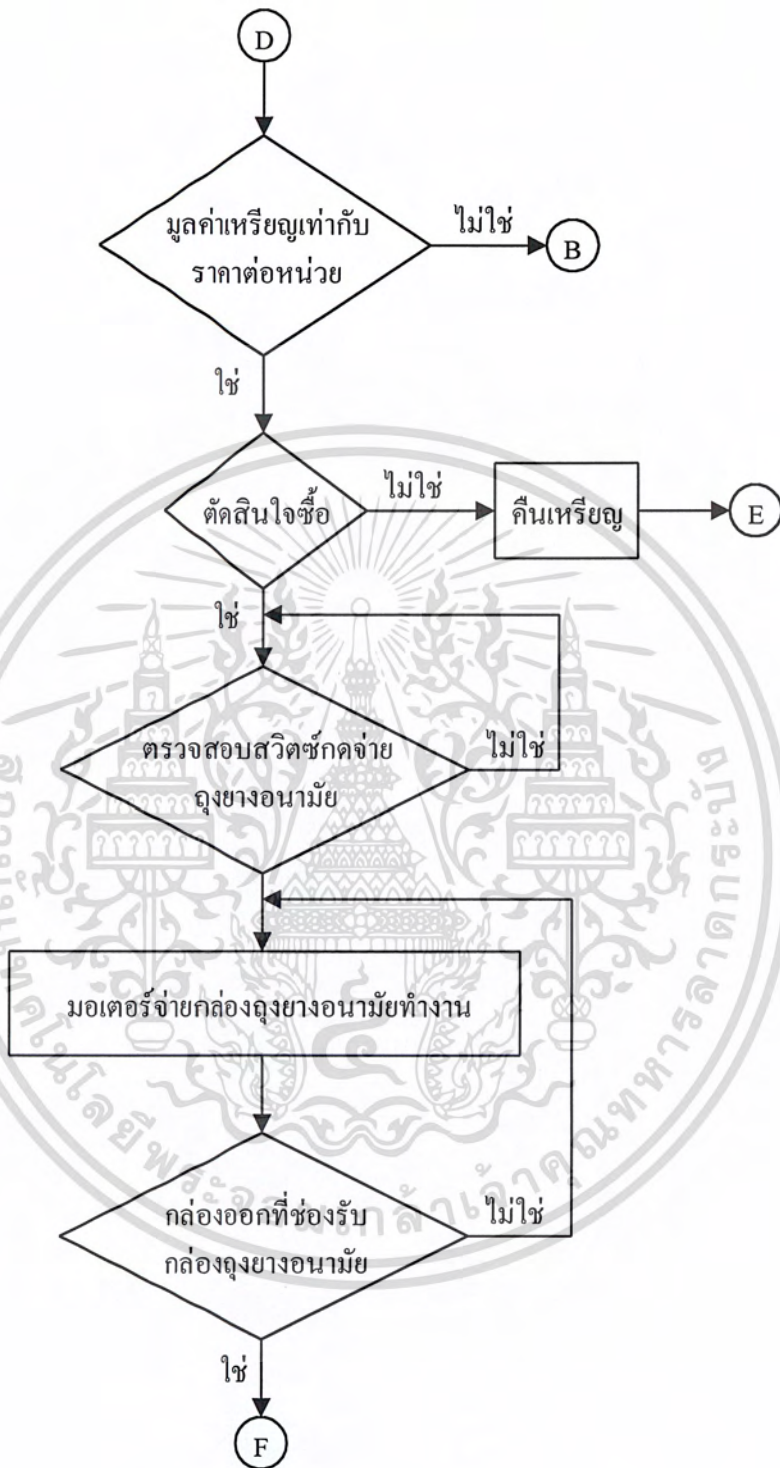 D
มูลค่าเหรียญเท่ากับ
ราคาต่อหน่วย
ไม่ใช่
B
ใช่
ตัดสินใจซื้อ
ไม่ใช่
คืนเหรียญ
E
ใช่
ตรวจสอบสวิตซ์กดจ่าย
ถุงยางอนามัย
ไม่ใช่
มอเตอร์จ่ายกล่องถุงยางอนามัยทำงาน
กล่องออกที่ช่องรับ
กล่องถุงยางอนามัย
ไม่ใช่
ใช่
F